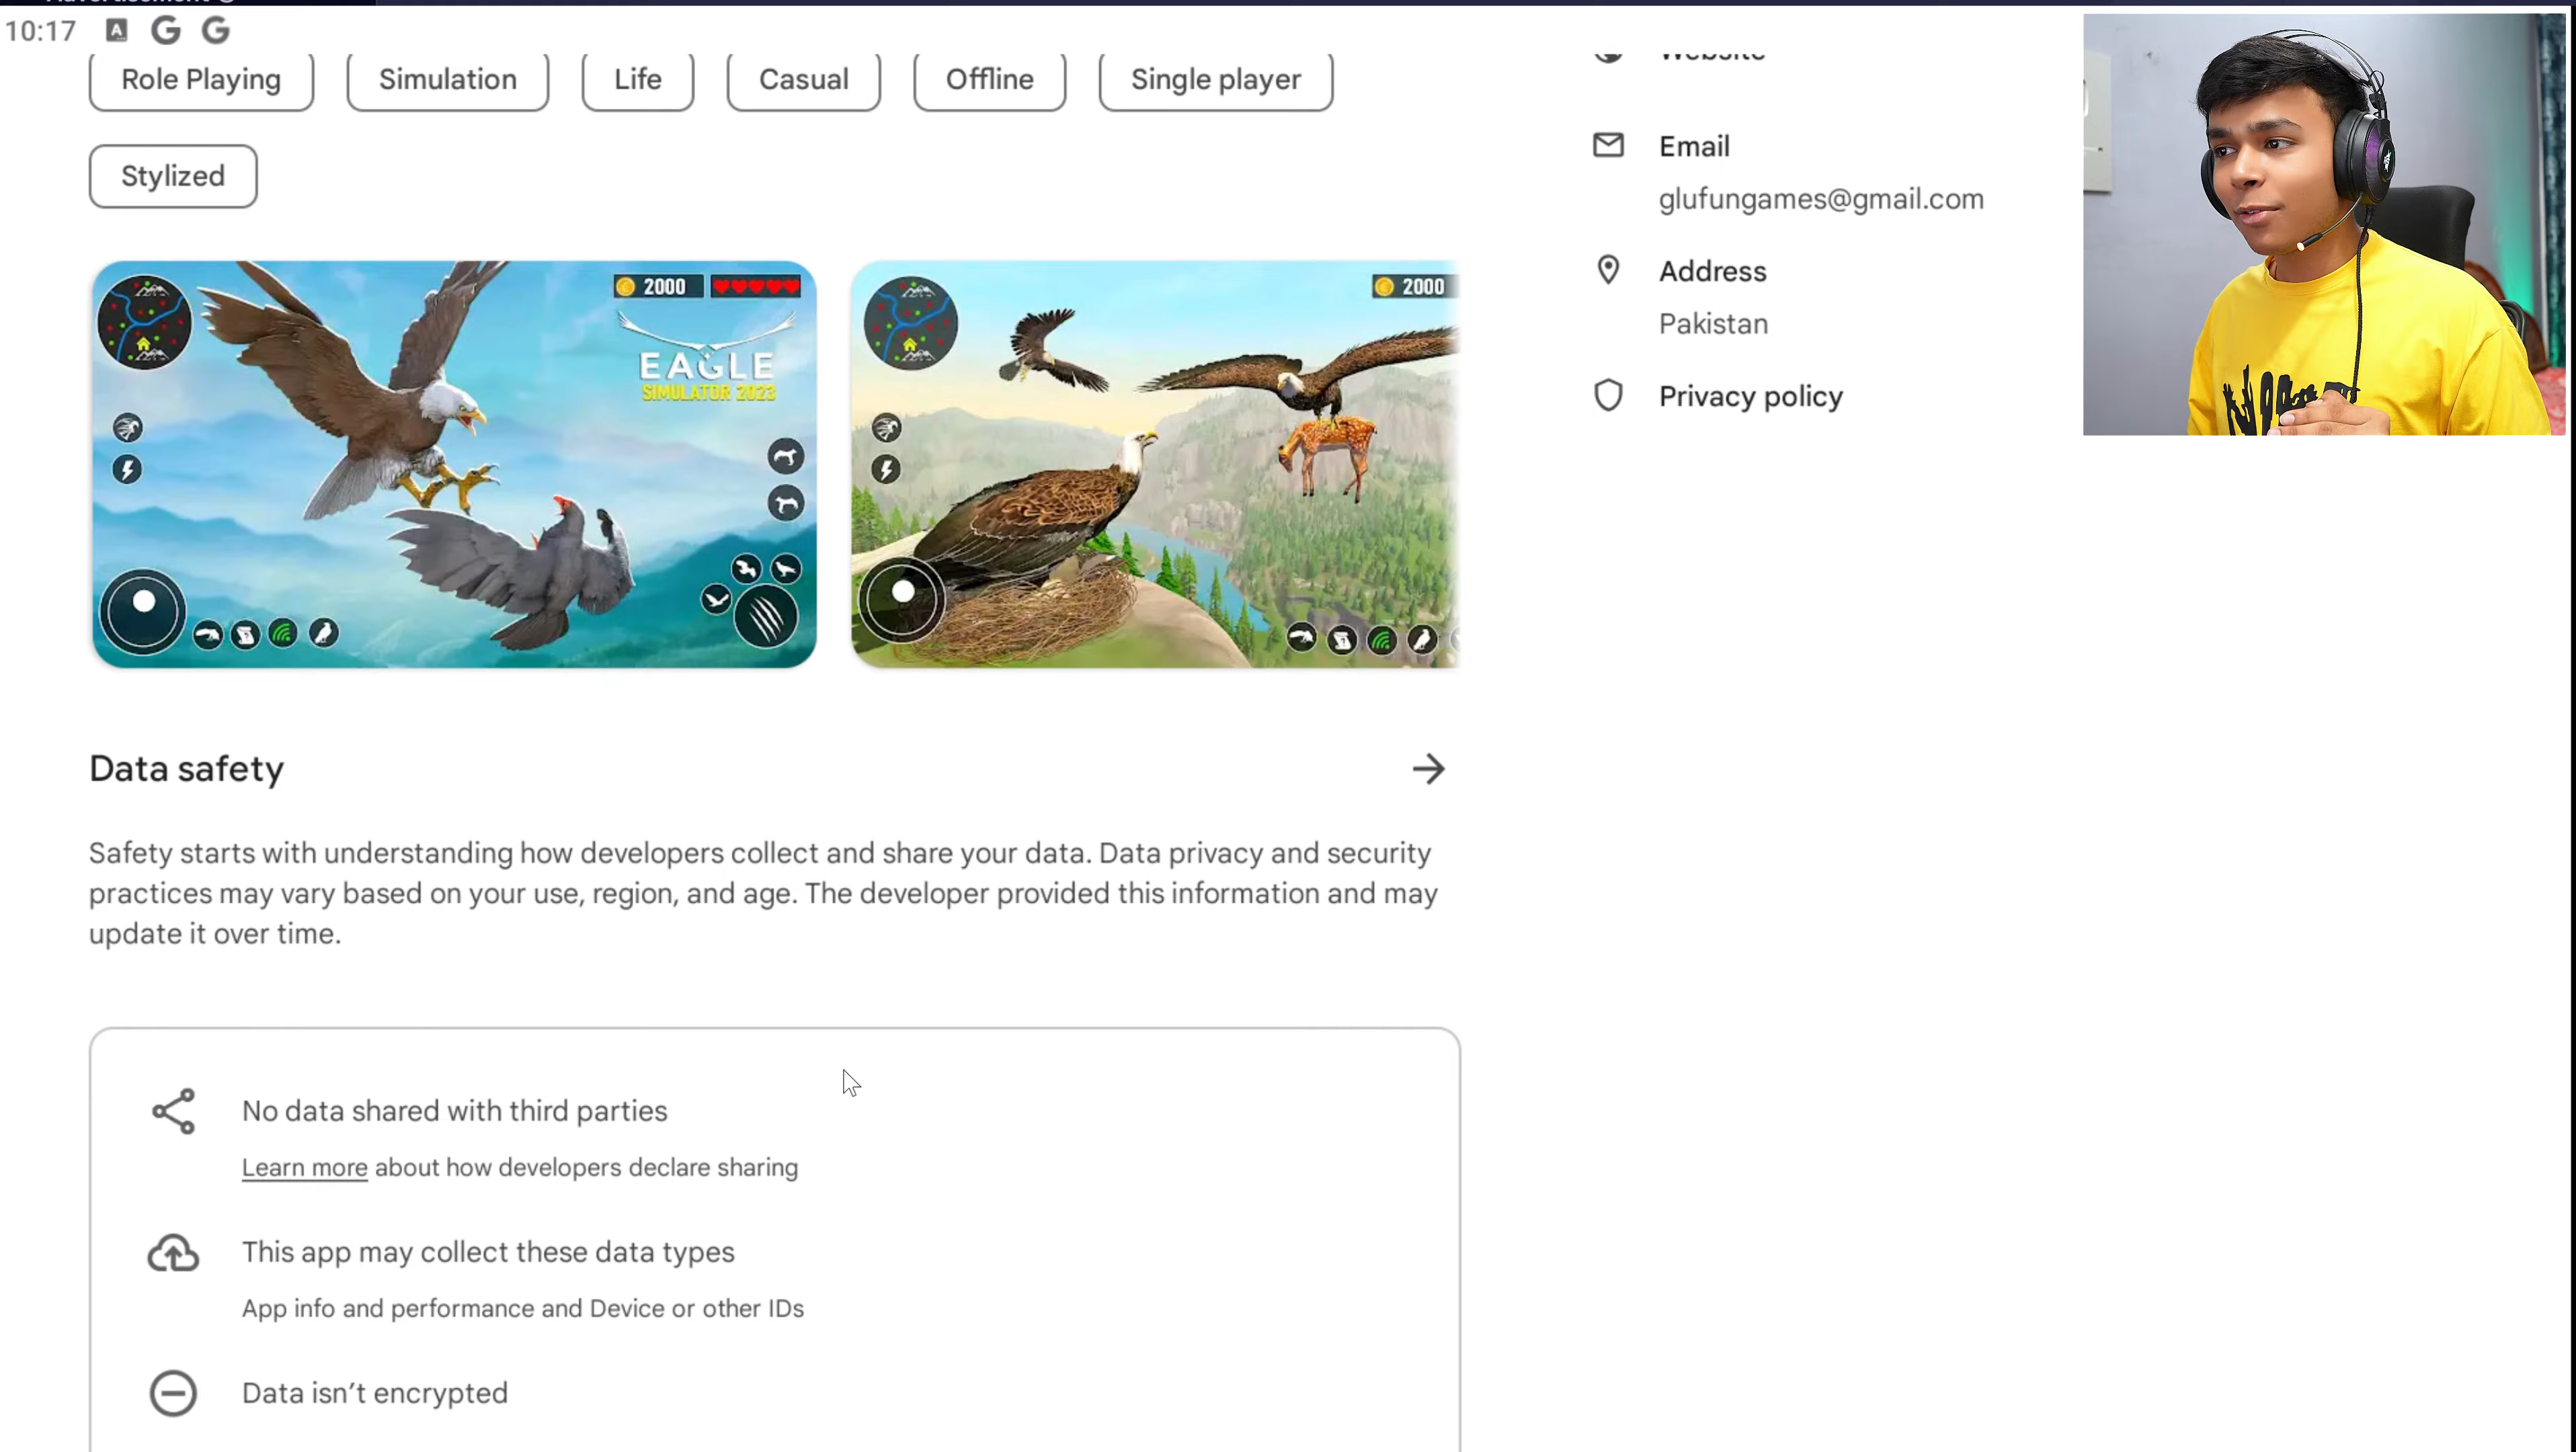 10:17
Role Playing
Simulation
Life
Casual
Offline
Single player
Stylized
Website
Email
glufungames@gmail.com
Address
Pakistan
Privacy policy
2000
EAGLE
SIMULATOR 2023
2000
Data safety
Safety starts with understanding how developers collect and share your data. Data privacy and security
practices may vary based on your use, region, and age. The developer provided this information and may
update it over time.
No data shared with third parties
Learn more about how developers declare sharing
This app may collect these data types
App info and performance and Device or other IDs
Data isn’t encrypted